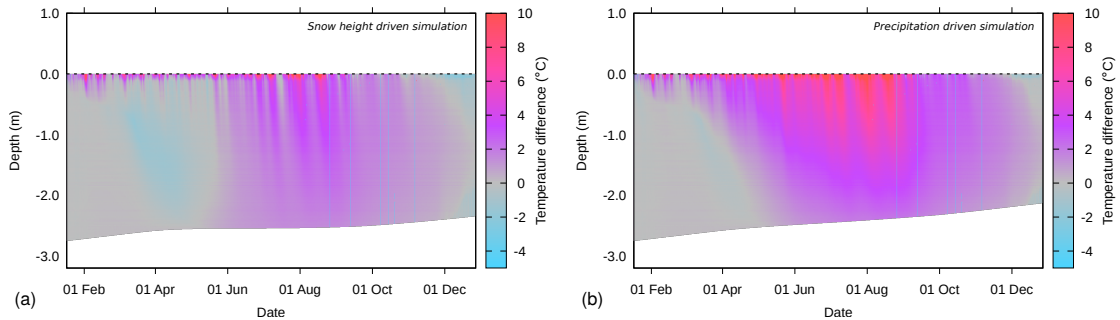 Snow height driven simulation
1.0
0.0
-1.0
-2.0
-3.0
Depth (m)
01 Feb 01 Apr 01 Jun 01 Aug 01 Oct 01 Dec
Date
10
8
6
4
2
0
-2
-4
Temperature difference (°C)
(a)
Precipitation driven simulation
1.0
0.0
-1.0
-2.0
-3.0
Depth (m)
01 Feb 01 Apr 01 Jun 01 Aug 01 Oct 01 Dec
Date
10
8
6
4
2
0
-2
-4
Temperature difference (°C)
(b)